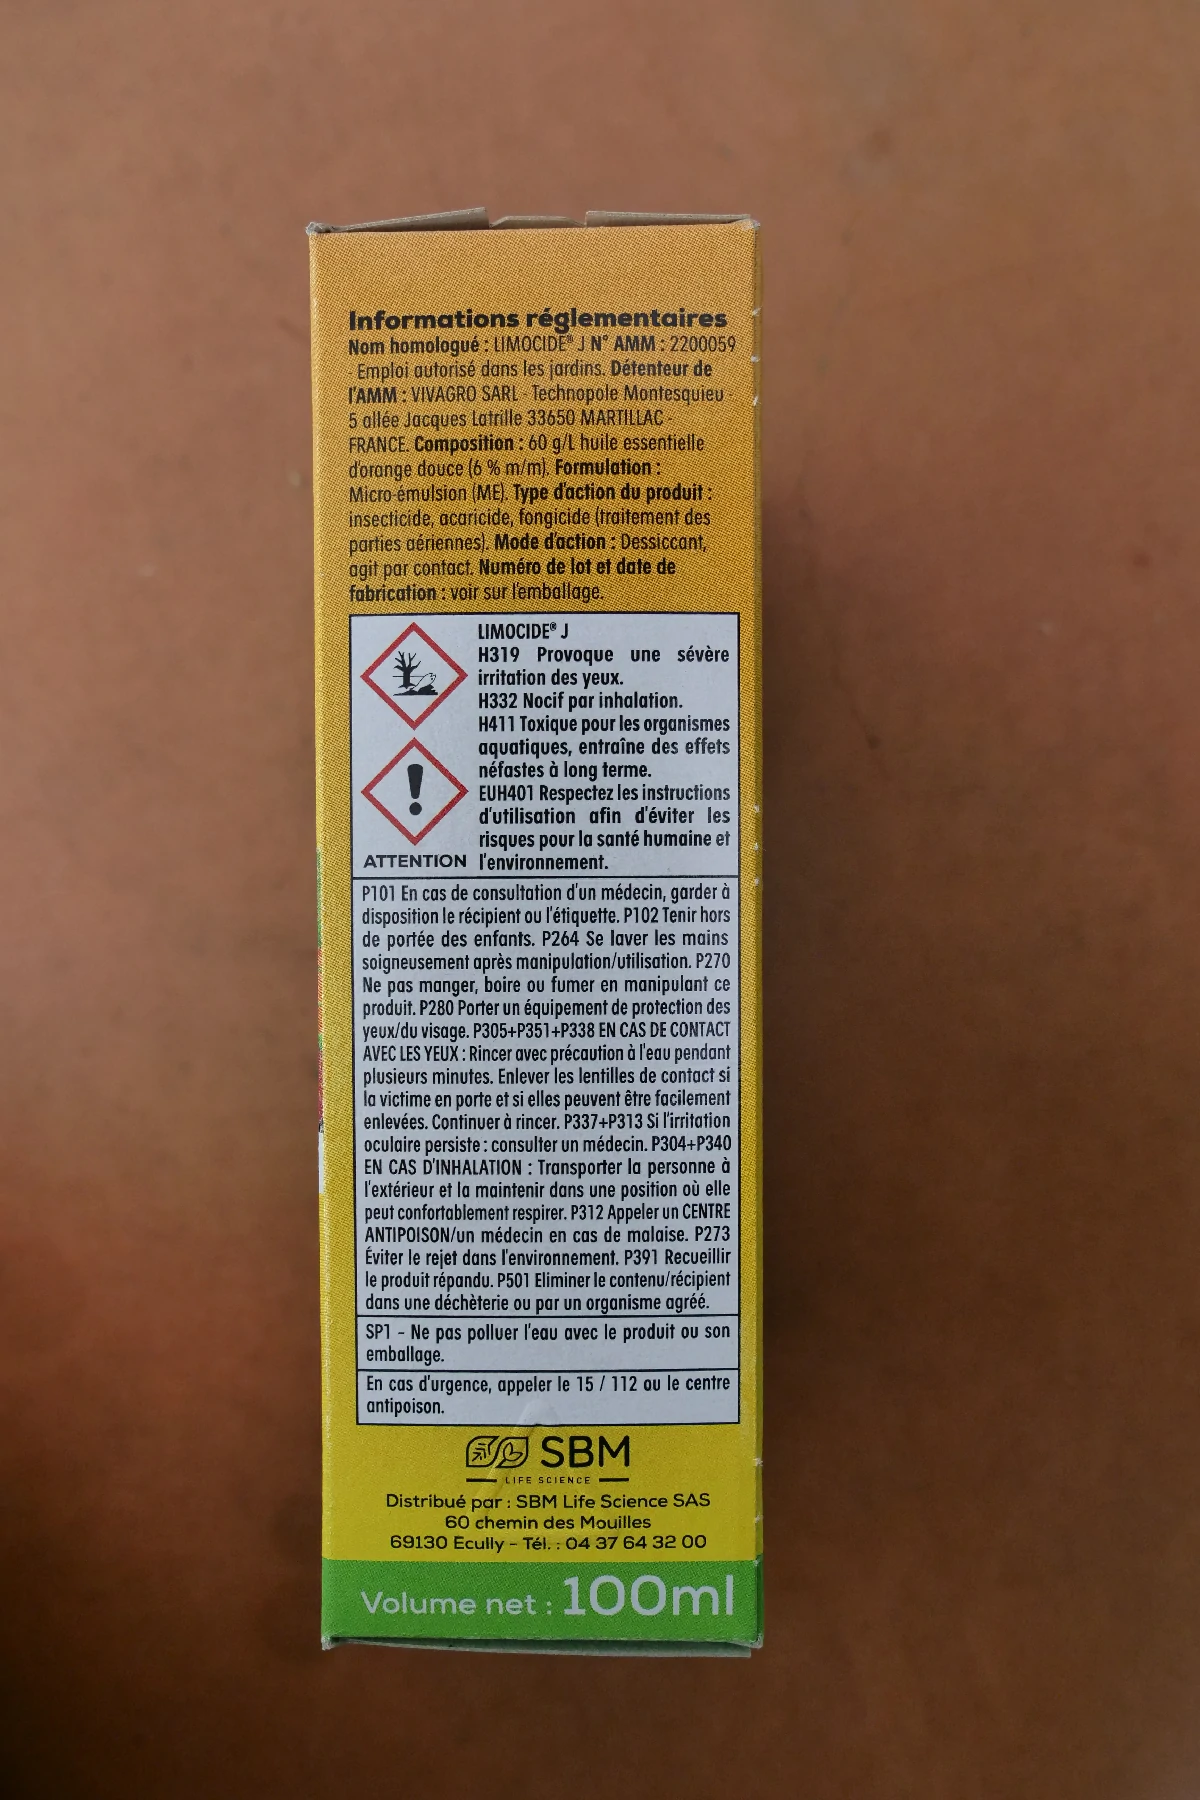 Informations réglementaires
Nom homologué : LIMOCIDE® J N° AMM : 2200059
- Emploi autorisé dans les jardins. Détenteur de
l'AMM : VIVAGRO SARL - Technopole Montesquieu -
5 allée Jacques Latrille 33650 MARTILLAC -
FRANCE. Composition : 60 g/L huile essentielle
d'orange douce (6 % m/m). Formulation :
Micro-émulsion (ME). Type d'action du produit :
insecticide, acaricide, fongicide (traitement des
parties aériennes). Mode d'action : Dessiccant,
agit par contact. Numéro de lot et date de
fabrication : voir sur l'emballage.
LIMOCIDE® J
H319 Provoque une sévère
irritation des yeux.
H332 Nocif par inhalation.
H411 Toxique pour les organismes
aquatiques, entraîne des effets
néfastes à long terme.
EUH401 Respectez les instructions
d'utilisation afin d'éviter les
risques pour la santé humaine et
l'environnement.
ATTENTION
P101 En cas de consultation d'un médecin, garder à
disposition le récipient ou l'étiquette. P102 Tenir hors
de portée des enfants. P264 Se laver les mains
soigneusement après manipulation/utilisation. P270
Ne pas manger, boire ou fumer en manipulant ce
produit. P280 Porter un équipement de protection des
yeux/du visage. P305+P351+P338 EN CAS DE CONTACT
AVEC LES YEUX : Rincer avec précaution à l'eau pendant
plusieurs minutes. Enlever les lentilles de contact si
la victime en porte et si elles peuvent être facilement
enlevées. Continuer à rincer. P337+P313 Si l'irritation
oculaire persiste : consulter un médecin. P304+P340
EN CAS D'INHALATION : Transporter la personne à
l'extérieur et la maintenir dans une position où elle
peut confortablement respirer. P312 Appeler un CENTRE
ANTIPOISON/un médecin en cas de malaise. P273
Éviter le rejet dans l'environnement. P391 Recueillir
le produit répandu. P501 Eliminer le contenu/récipient
dans une déchèterie ou par un organisme agréé.
SP1 - Ne pas polluer l'eau avec le produit ou son
emballage.
En cas d'urgence, appeler le 15 / 112 ou le centre
antipoison.
SBM
LIFE SCIENCE
Distribué par : SBM Life Science SAS
60 chemin des Mouilles
69130 Ecully - Tél. : 04 37 64 32 00
Volume net : 100ml